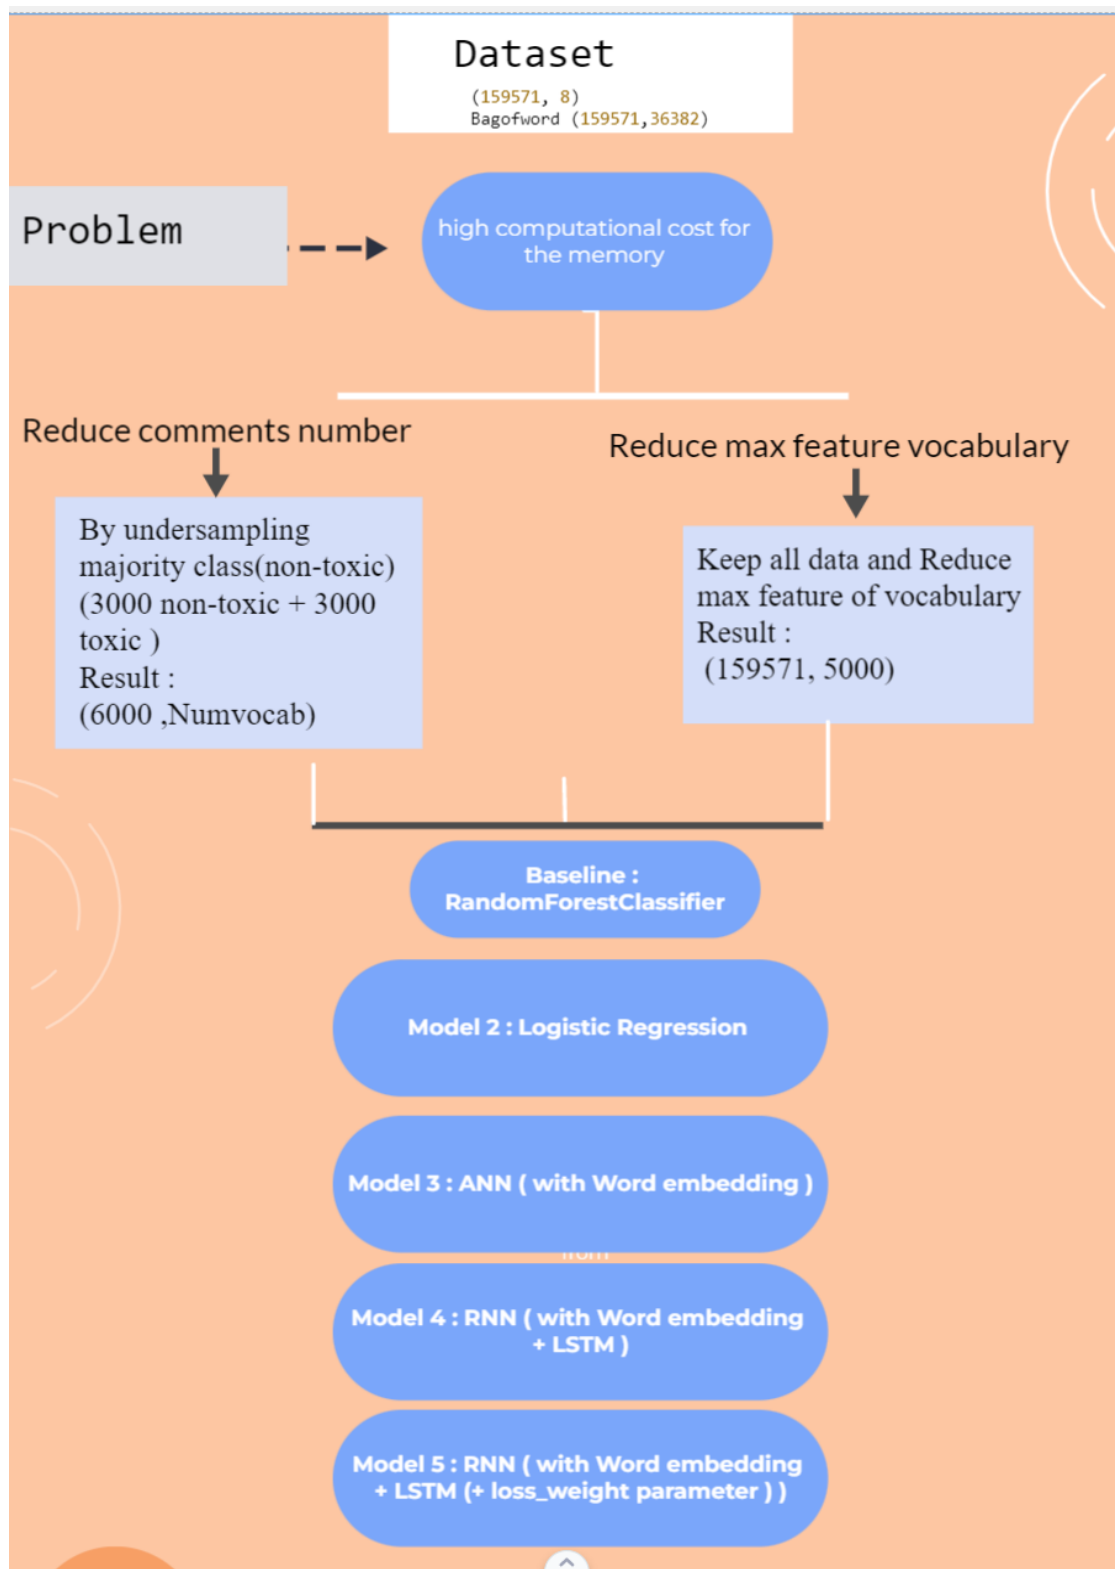 Dataset
(159571, 8)
Bagofword (159571,36382)
Problem
high computational cost for
the memory
Reduce comments number
Reduce max feature vocabulary
By undersampling
majority class(non-toxic)
(3000 non-toxic + 3000
toxic )
Result :
(6000 ,Numvocab)
Keep all data and Reduce
max feature of vocabulary
Result :
(159571, 5000)
Baseline :
RandomForestClassifier
Model 2 : Logistic Regression
Model 3 : ANN ( with Word embedding )
from
Model 4 : RNN ( with Word embedding
+ LSTM )
Model 5 : RNN ( with Word embedding
+ LSTM (+ loss_weight parameter ) )